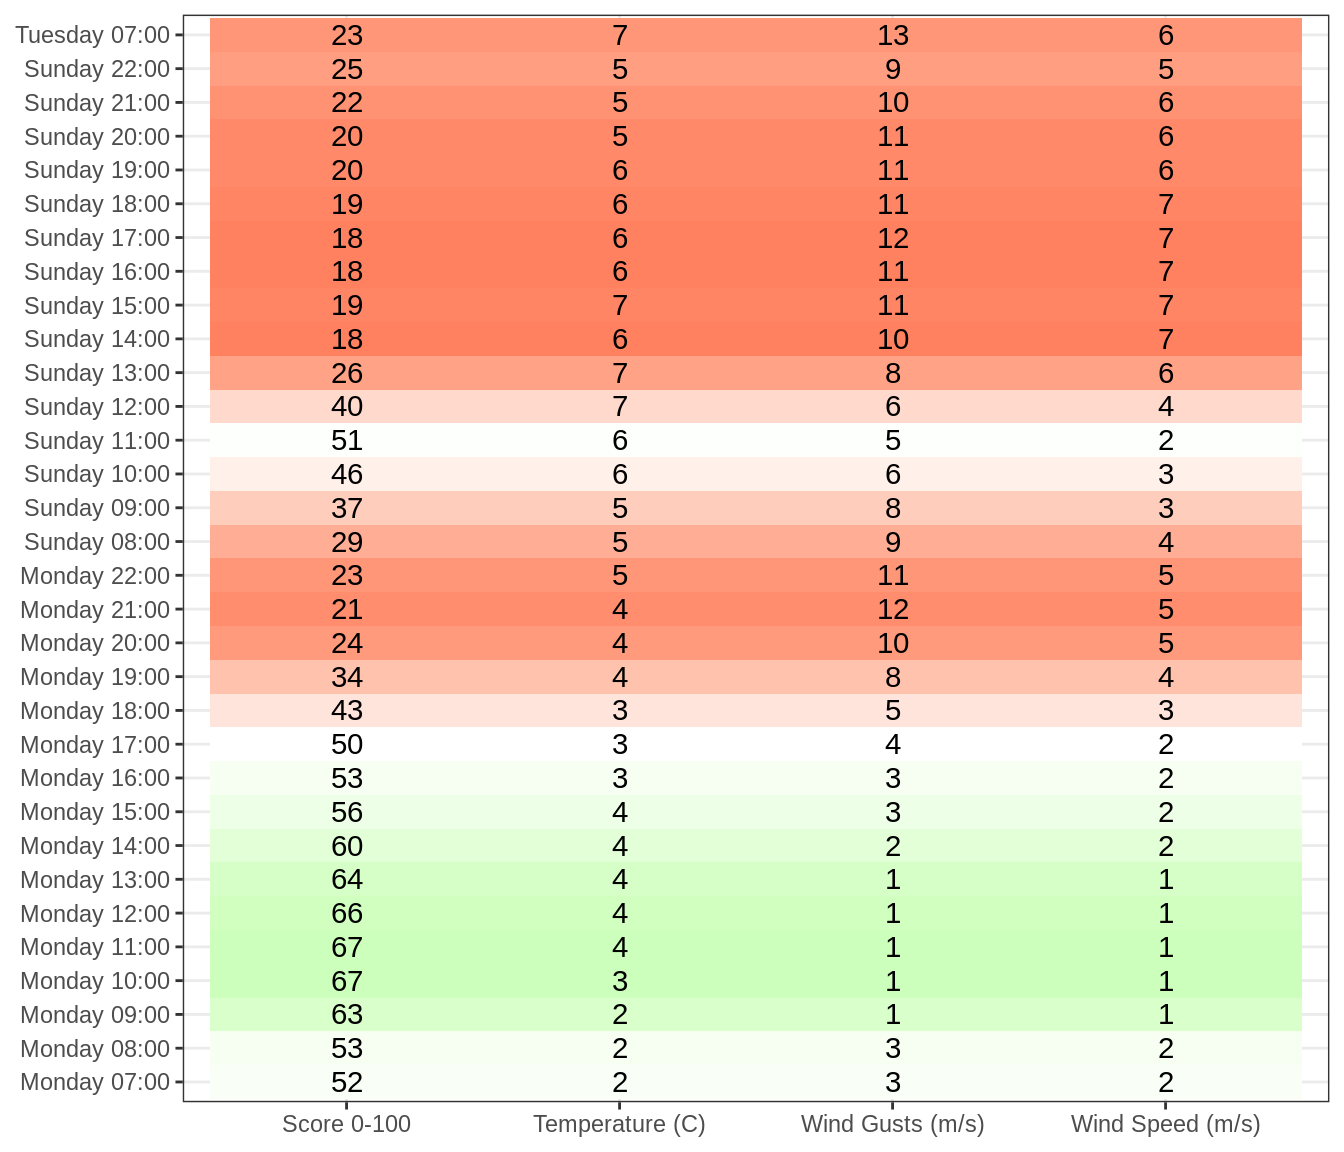 Tuesday 07:00 23 7 13 6
Sunday 22:00 25 5 9 5
Sunday 21:00 22 5 10 6
Sunday 20:00 20 5 11 6
Sunday 19:00 20 6 11 6
Sunday 18:00 19 6 11 7
Sunday 17:00 18 6 12 7
Sunday 16:00 18 6 11 7
Sunday 15:00 19 7 11 7
Sunday 14:00 18 6 10 7
Sunday 13:00 26 7 8 6
Sunday 12:00 40 7 6 4
Sunday 11:00 51 6 5 2
Sunday 10:00 46 6 6 3
Sunday 09:00 37 5 8 3
Sunday 08:00 29 5 9 4
Monday 22:00 23 5 11 5
Monday 21:00 21 4 12 5
Monday 20:00 24 4 10 5
Monday 19:00 34 4 8 4
Monday 18:00 43 3 5 3
Monday 17:00 50 3 4 2
Monday 16:00 53 3 3 2
Monday 15:00 56 4 3 2
Monday 14:00 60 4 2 2
Monday 13:00 64 4 1 1
Monday 12:00 66 4 1 1
Monday 11:00 67 4 1 1
Monday 10:00 67 3 1 1
Monday 09:00 63 2 1 1
Monday 08:00 53 2 3 2
Monday 07:00 52 2 3 2
Score 0-100 Temperature (C) Wind Gusts (m/s) Wind Speed (m/s)